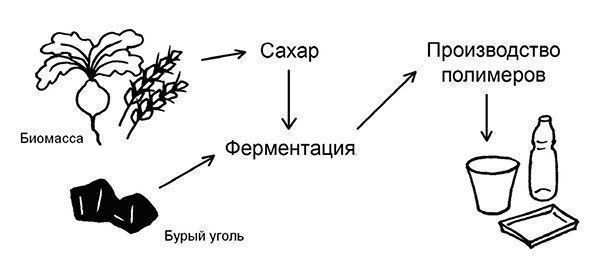 Сахар
Производство
полимеров
Биомасса
Ферментация
Бурый уголь